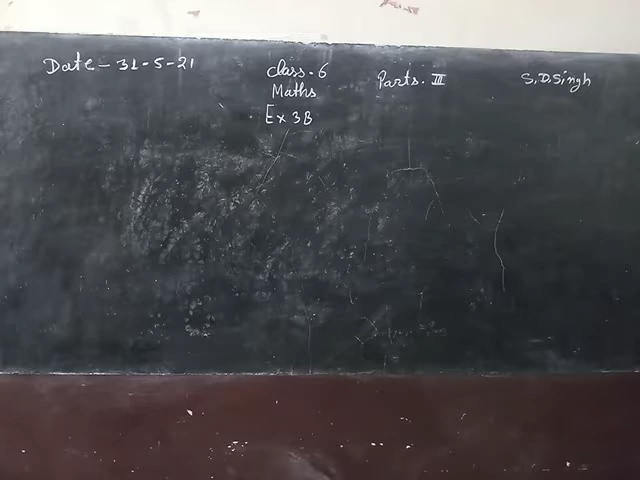 Date - 31-5-21
Class - 6
Parts. III
S. D. Singh
Maths
Ex 3B